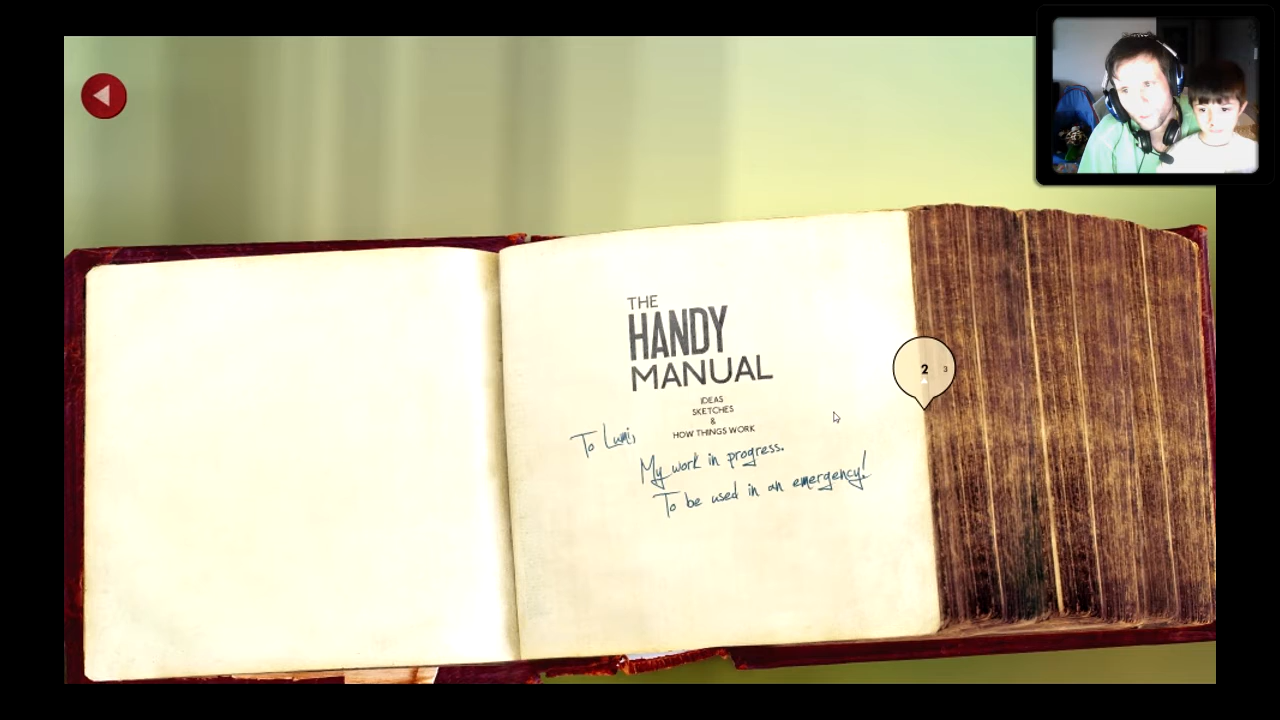 THE
HANDY
MANUAL
IDEAS
SKETCHES
&
HOW THINGS WORK
To Lumi,
My work in progress.
To be used in an emergency!
2 3